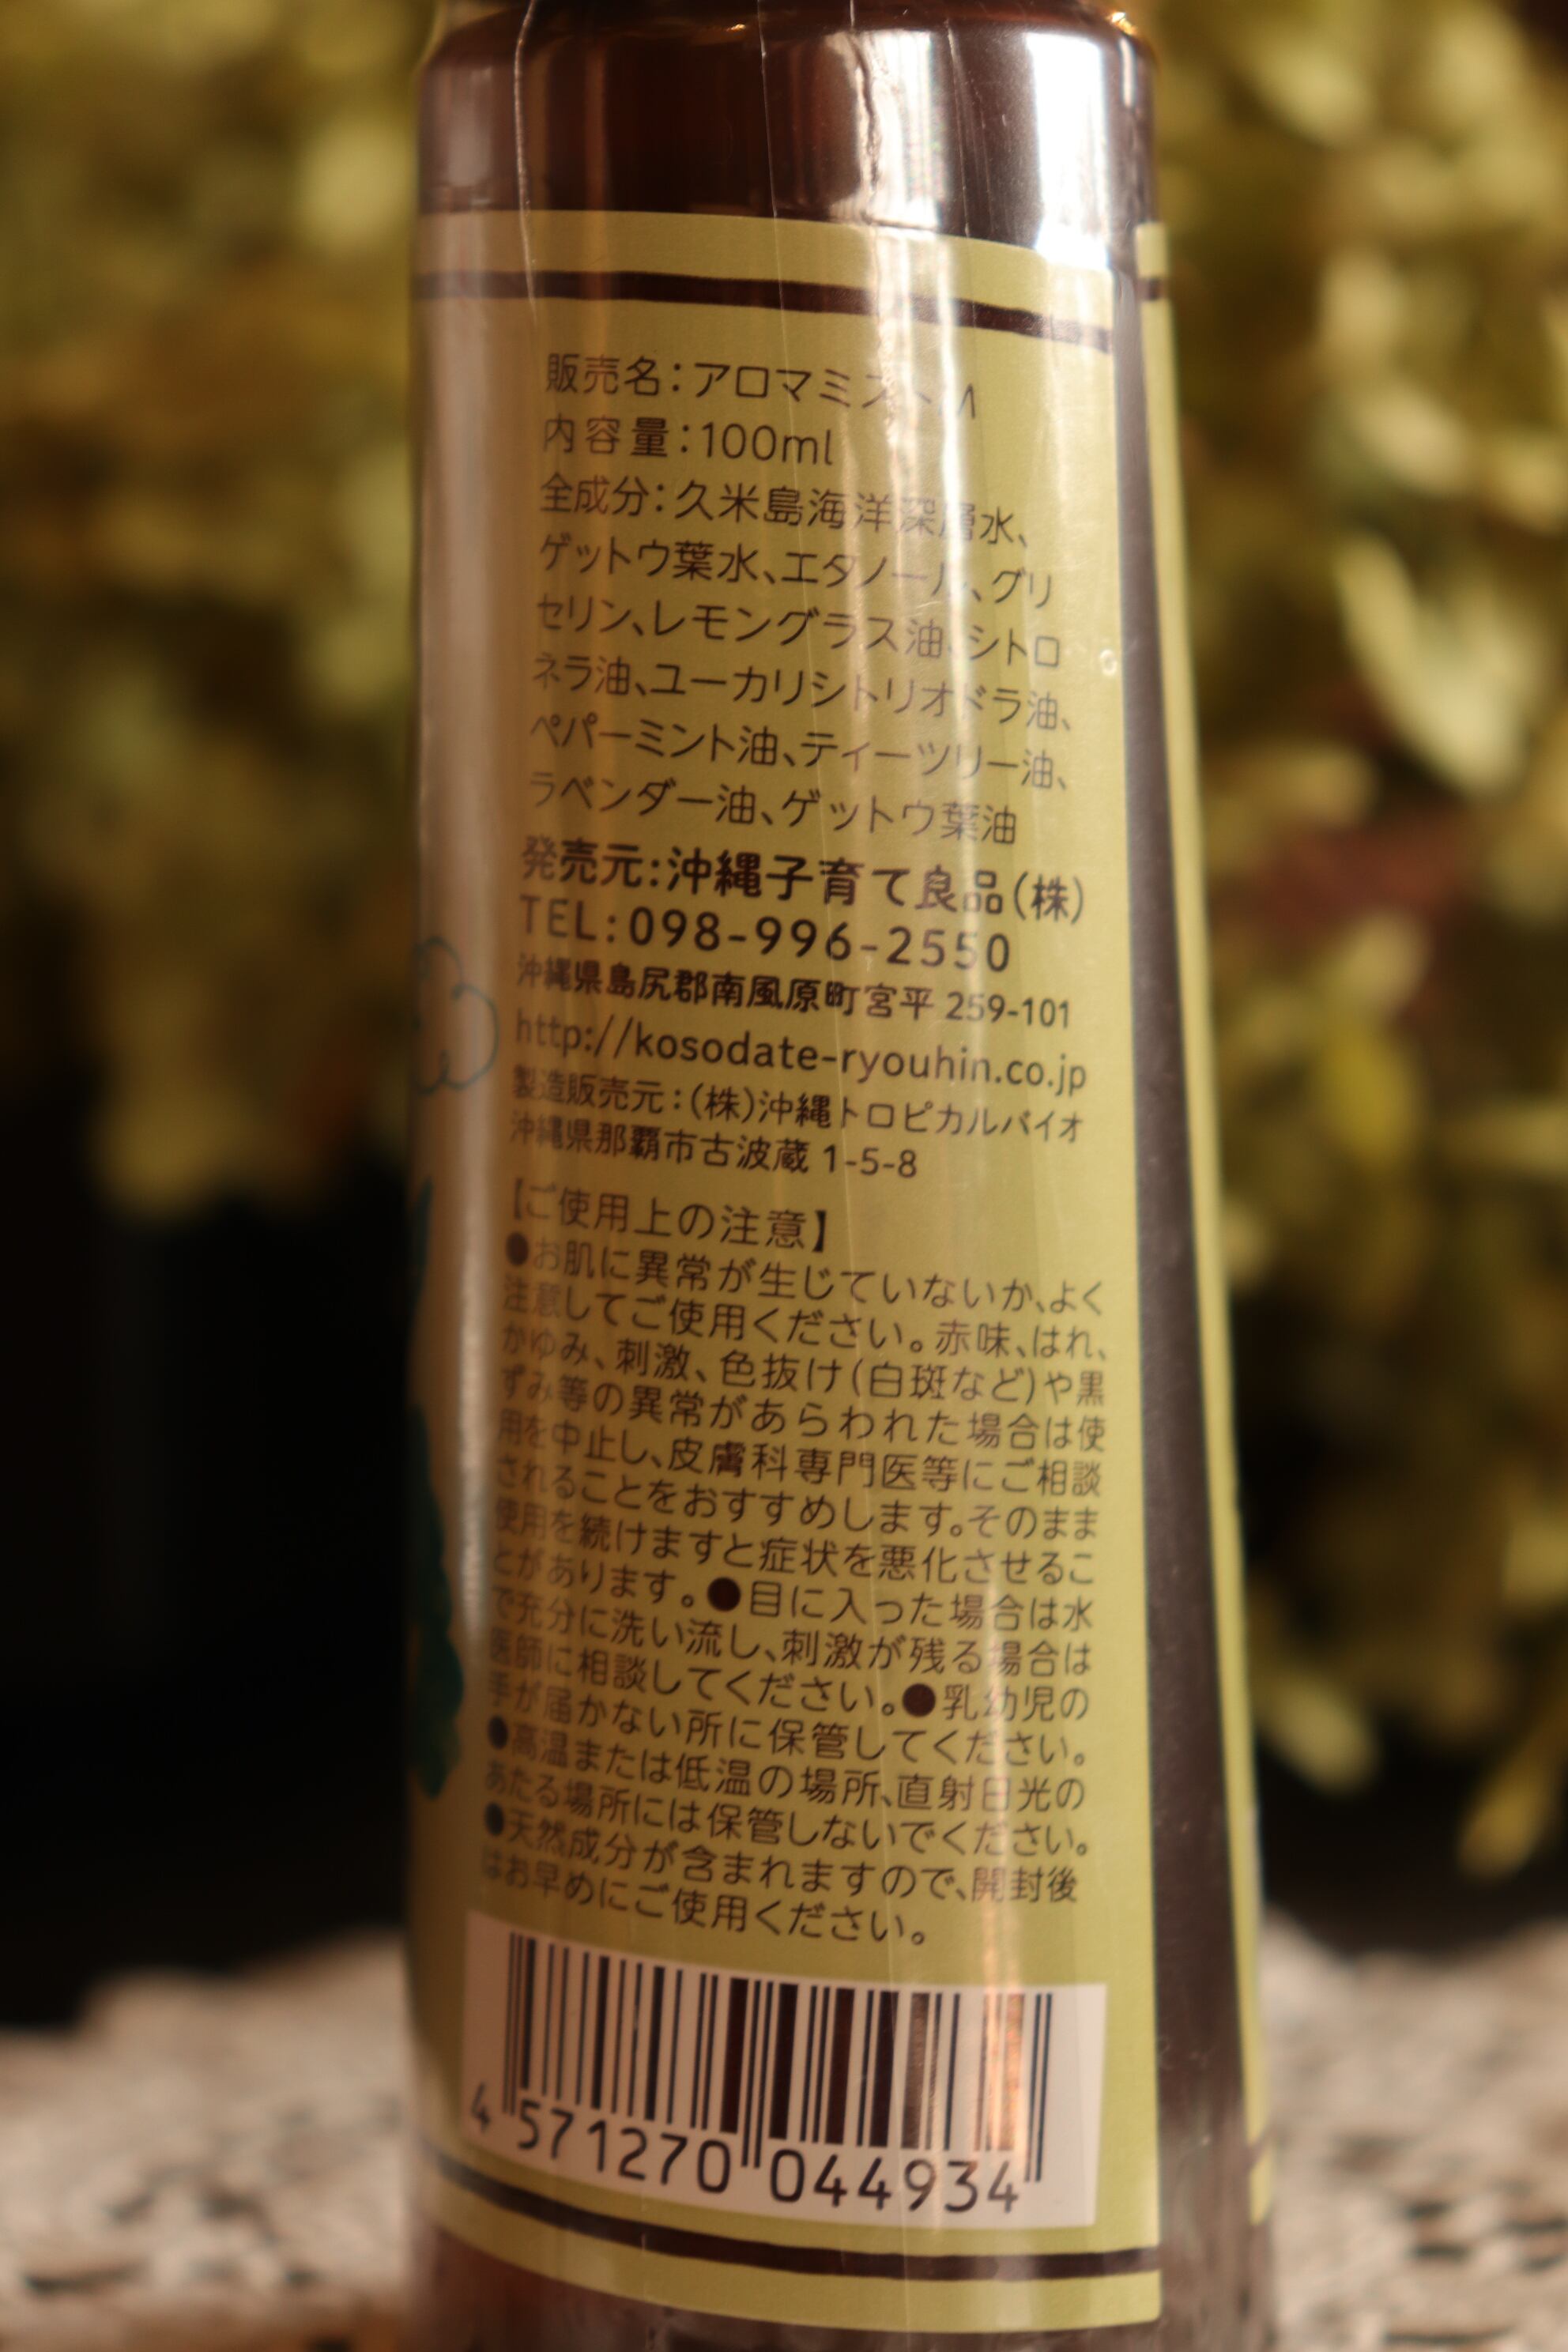 販売名：アロマミスト M
内容量：100ml
全成分：久米島海洋深層水、
ゲットウ葉水、エタノール、グリ
セリン、レモングラス油、シトロ
ネラ油、ユーカリシトリオドラ油、
ペパーミント油、ティーツリー油、
ラベンダー油、ゲットウ葉油
発売元：沖縄子育て良品（株）
TEL：098-996-2550
沖縄県島尻郡南風原町宮平 259-101
http://kosodate-ryouhin.co.jp
製造販売元：（株）沖縄トロピカルバイオ
沖縄県那覇市古波蔵 1-5-8
【ご使用上の注意】
●お肌に異常が生じていないか、よく
注意してご使用ください。赤味、はれ、
かゆみ、刺激、色抜け（白斑など）や黒
ずみ等の異常があらわれた場合は使
用を中止し、皮膚科専門医等にご相談
されることをおすすめします。そのまま
使用を続けますと症状を悪化させるこ
とがあります。●目に入った場合は水
で充分に洗い流し、刺激が残る場合は
医師に相談してください。●乳幼児の
手が届かない所に保管してください。
●高温または低温の場所、直射日光の
あたる場所には保管しないでください。
●天然成分が含まれますので、開封後
はお早めにご使用ください。
4 571270 044934